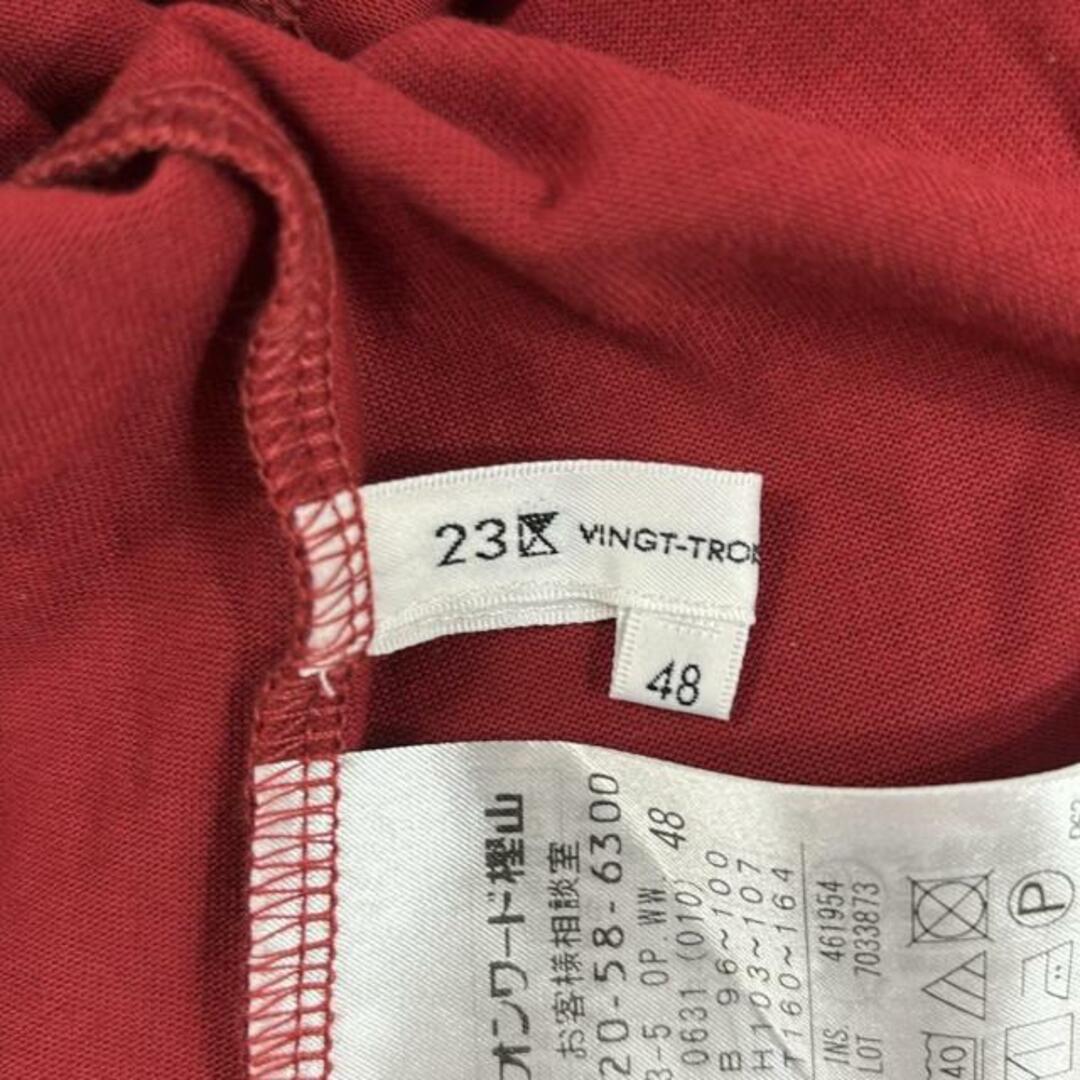 23区 VINGT-TROIS
48
オンワード樫山
お客様相談室
20-58-6300
3-5 OP.WW 48
0631(010)
B 96~100
H103~107
T160~164
INS. 461954
LOT 7033873
P
40